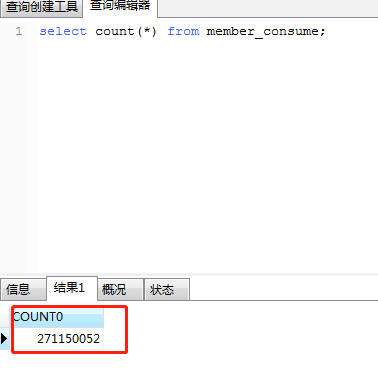 查询创建工具 查询编辑器
1 select count(*) from member_consume;
信息 结果1 概况 状态
COUNT0
271150052